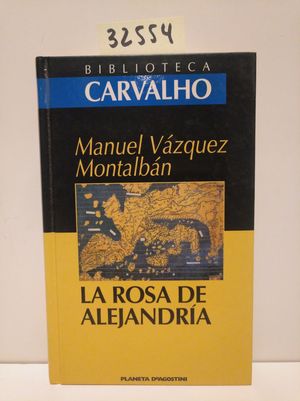 32554
BIBLIOTECA
CARVALHO
Manuel Vázquez
Montalbán
LA ROSA DE
ALEJANDRÍA
PLANETA DEAGOSTINI